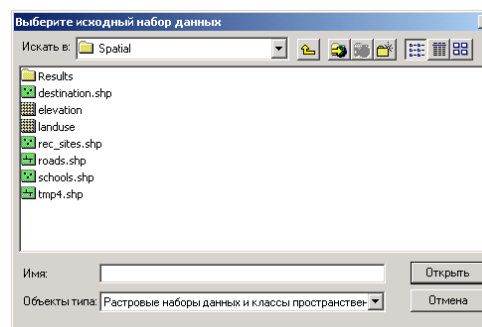 Выберите исходный набор данных
Искать в: Spatial
Results
destination.shp
elevation
landuse
rec_sites.shp
roads.shp
schools.shp
tmp4.shp
Имя:
Открыть
Объекты типа: Растровые наборы данных и классы пространствен
Отмена